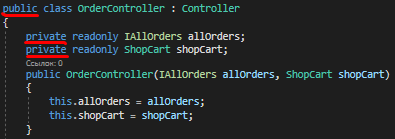 public class OrderController : Controller
{
private readonly IAllOrders allOrders;
private readonly ShopCart shopCart;
Ссылок: 0
public OrderController(IAllOrders allOrders, ShopCart shopCart)
{
this.allOrders = allOrders;
this.shopCart = shopCart;
}